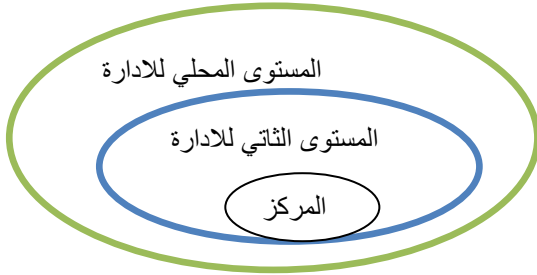 المستوى المحلي للادارة
المستوى الثاتي للادارة
المركز